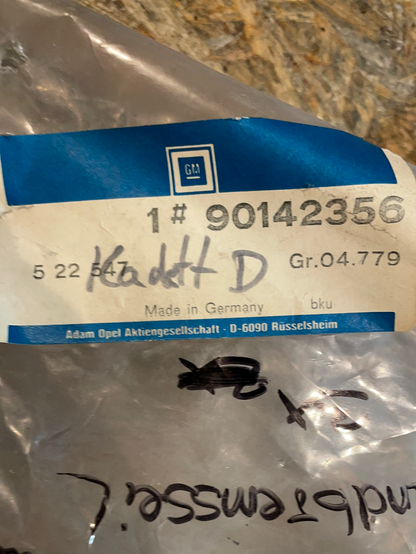 GM
1# 90142356
5 22 547 Kadett D Gr.04.779
Made in Germany bku
Adam Opel Aktiengesellschaft · D-6090 Rüsselsheim
ndbremsseil